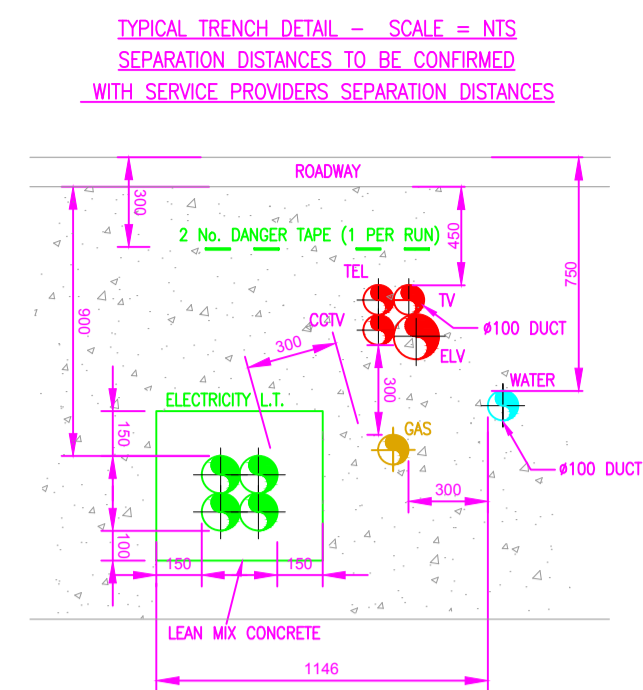 TYPICAL TRENCH DETAIL – SCALE = NTS
SEPARATION DISTANCES TO BE CONFIRMED
WITH SERVICE PROVIDERS SEPARATION DISTANCES
ROADWAY
300
2 No. DANGER TAPE (1 PER RUN)
450
750
TEL
TV
900
CCTV
ø100 DUCT
300
ELV
300
WATER
ELECTRICITY L.T.
150
GAS
ø100 DUCT
300
100
150
150
LEAN MIX CONCRETE
1146